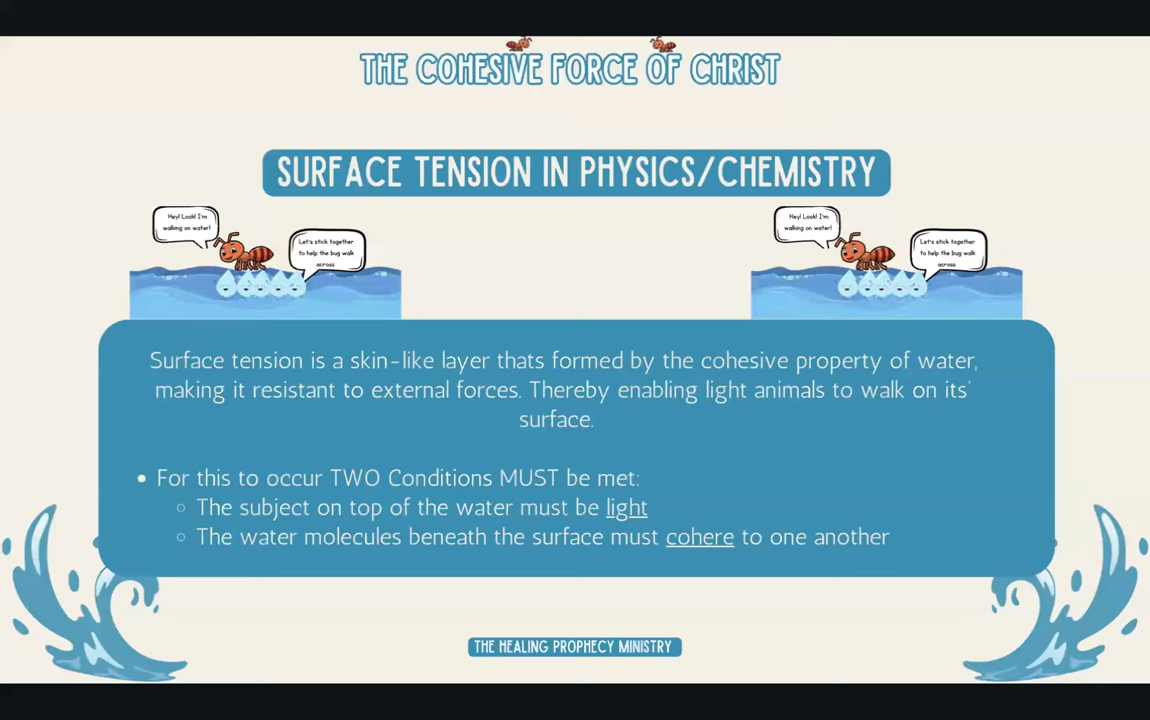 THE COHESIVE FORCE OF CHRIST
SURFACE TENSION IN PHYSICS/CHEMISTRY
Hey! Look! I'm
walking on water!
Let's stick together
to help the bug walk
across
Hey! Look! I'm
walking on water!
Let's stick together
to help the bug walk
across
Surface tension is a skin-like layer thats formed by the cohesive property of water,
making it resistant to external forces. Thereby enabling light animals to walk on its'
surface.
• For this to occur TWO Conditions MUST be met:
○ The subject on top of the water must be light
○ The water molecules beneath the surface must cohere to one another
THE HEALING PROPHECY MINISTRY